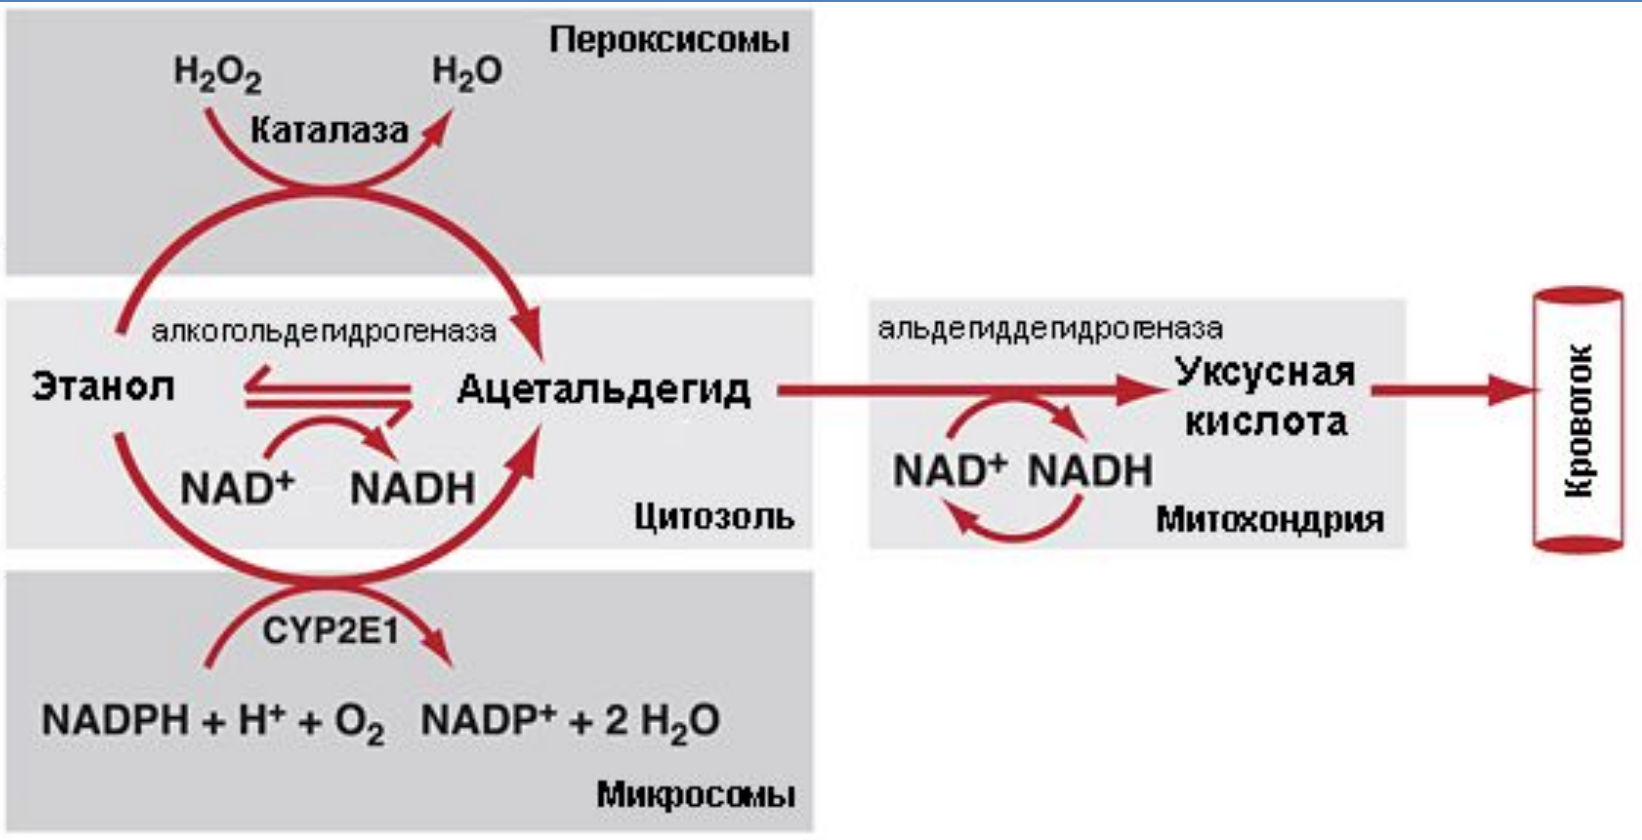 Пероксисомы
H₂O₂ H₂O
Каталаза
алкогольдегидрогеназа
Этанол
Ацетальдегид
NAD⁺ NADH
Цитозоль
альдегиддегидрогеназа
Уксусная
кислота
NAD⁺ NADH
Митохондрия
Кровоток
CYP2E1
NADPH + H⁺ + O₂ NADP⁺ + 2 H₂O
Микросомы